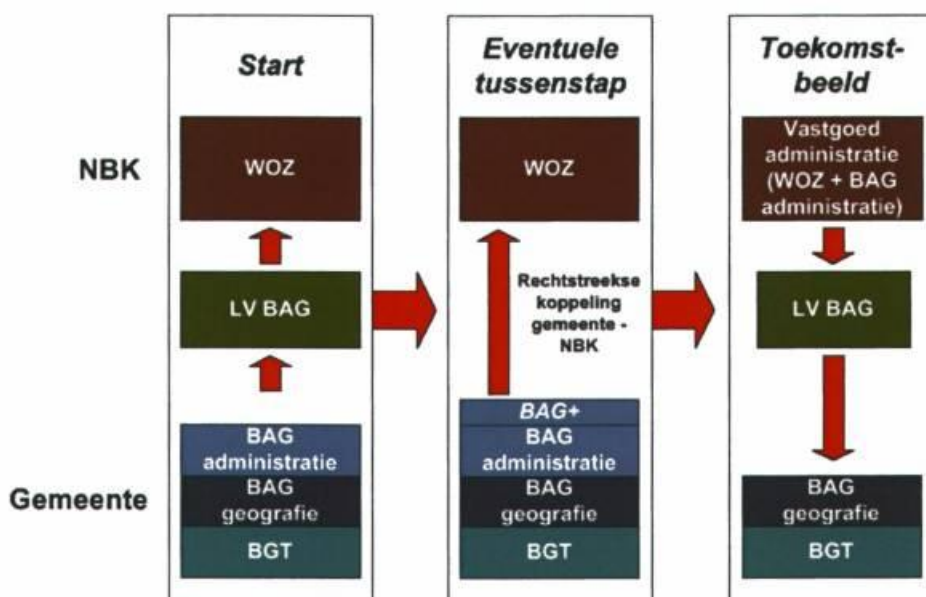 Start
Eventuele
tussenstap
Toekomst-
beeld
NBK
WOZ
WOZ
Vastgoed
administratie
(WOZ + BAG
administratie)
LV BAG
Rechtstreekse
koppeling
gemeente -
NBK
LV BAG
Gemeente
BAG
administratie
BAG
geografie
BGT
BAG+
BAG
administratie
BAG
geografie
BGT
BAG
geografie
BGT